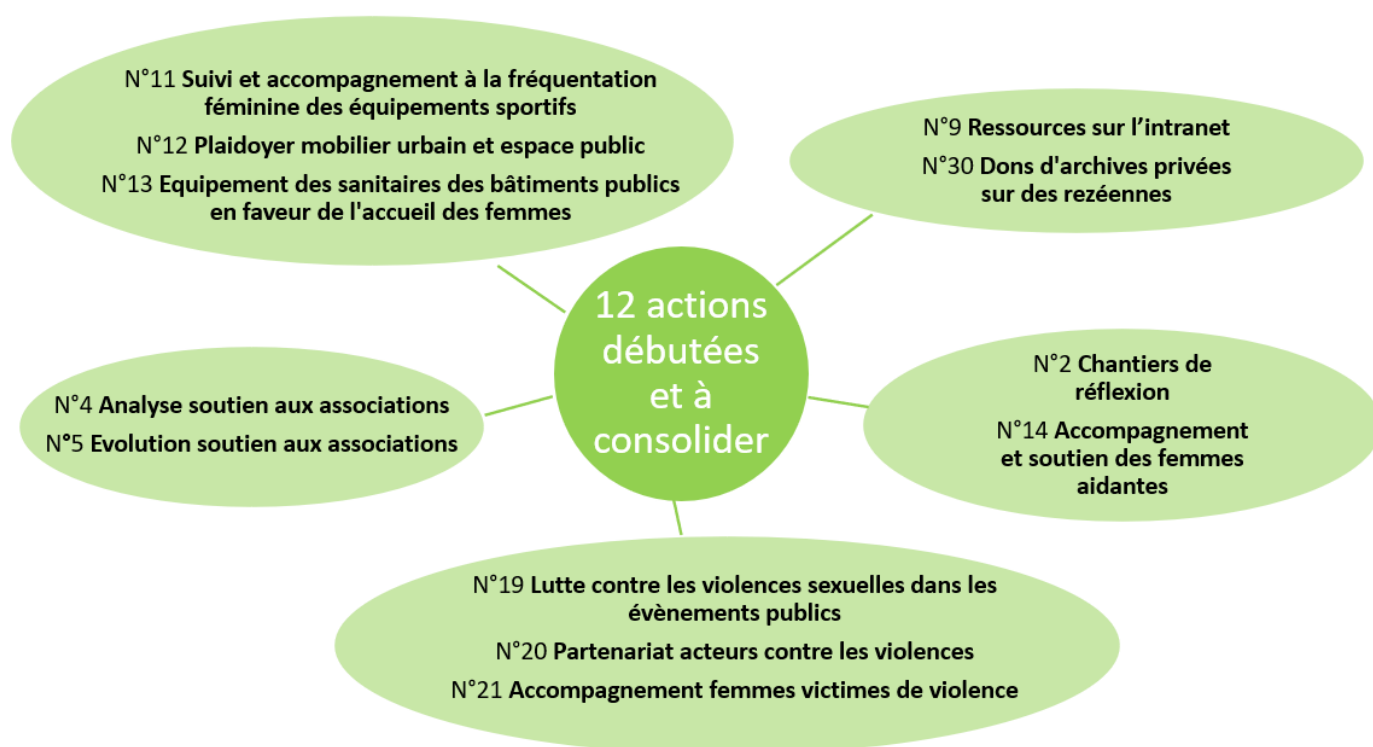 N°11 Suivi et accompagnement à la fréquentation
féminine des équipements sportifs
N°12 Plaidoyer mobilier urbain et espace public
N°13 Equipement des sanitaires des bâtiments publics
en faveur de l'accueil des femmes
N°9 Ressources sur l’intranet
N°30 Dons d'archives privées
sur des rezéennes
12 actions
débutées
et à
consolider
N°4 Analyse soutien aux associations
N°5 Evolution soutien aux associations
N°2 Chantiers de
réflexion
N°14 Accompagnement
et soutien des femmes
aidantes
N°19 Lutte contre les violences sexuelles dans les
évènements publics
N°20 Partenariat acteurs contre les violences
N°21 Accompagnement femmes victimes de violence